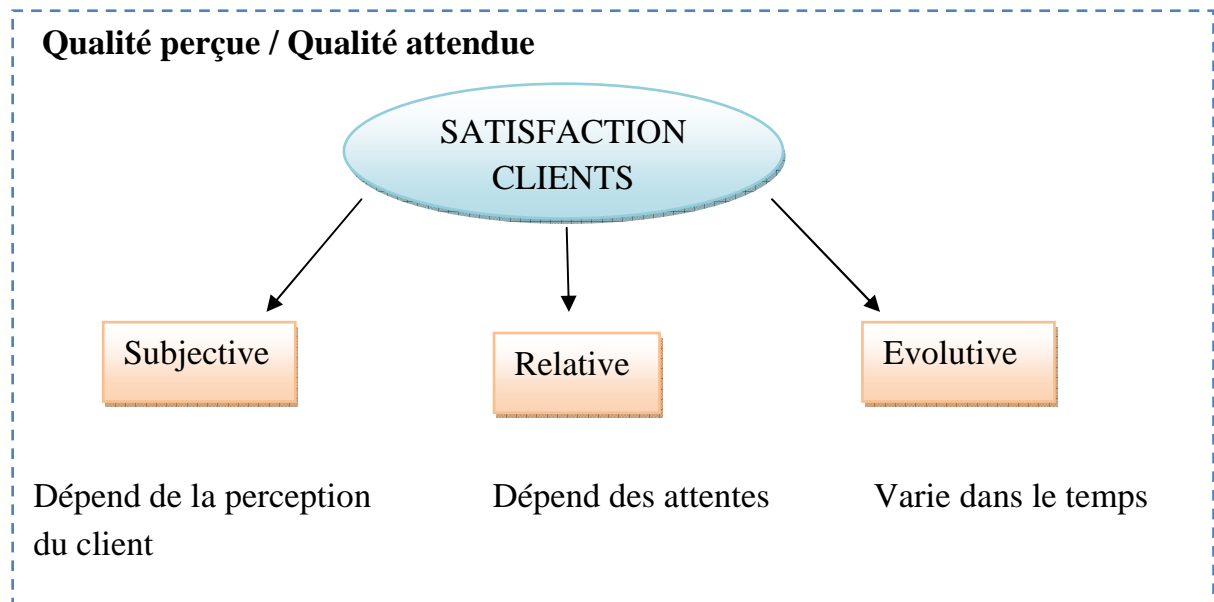 Qualité perçue / Qualité attendue
SATISFACTION
CLIENTS
Subjective
Relative
Evolutive
Dépend de la perception
du client
Dépend des attentes
Varie dans le temps